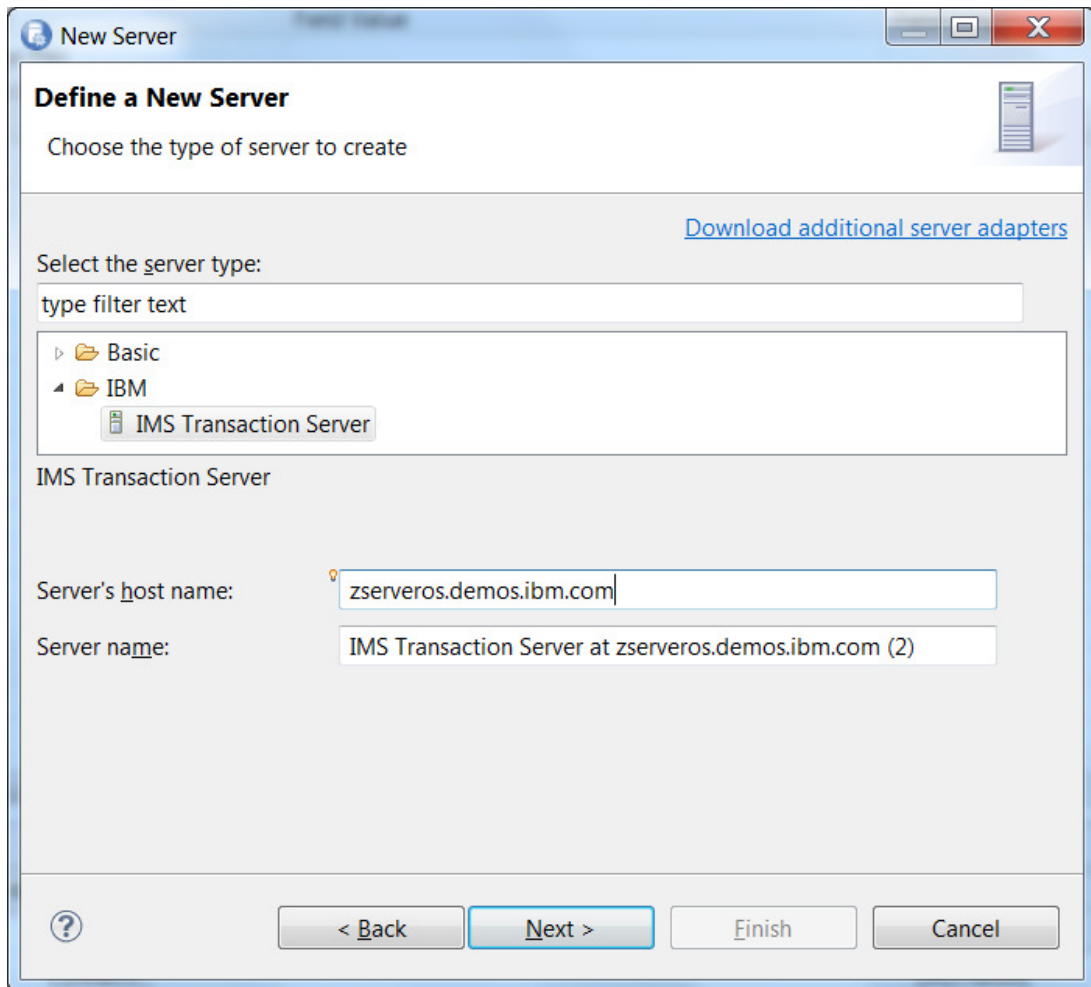 Field Value
New Server
Define a New Server
Choose the type of server to create
Download additional server adapters
Select the server type:
type filter text
Basic
IBM
IMS Transaction Server
IMS Transaction Server
Server's host name:
zserveros.demos.ibm.com
Server name:
IMS Transaction Server at zserveros.demos.ibm.com (2)
?
< Back
Next >
Finish
Cancel